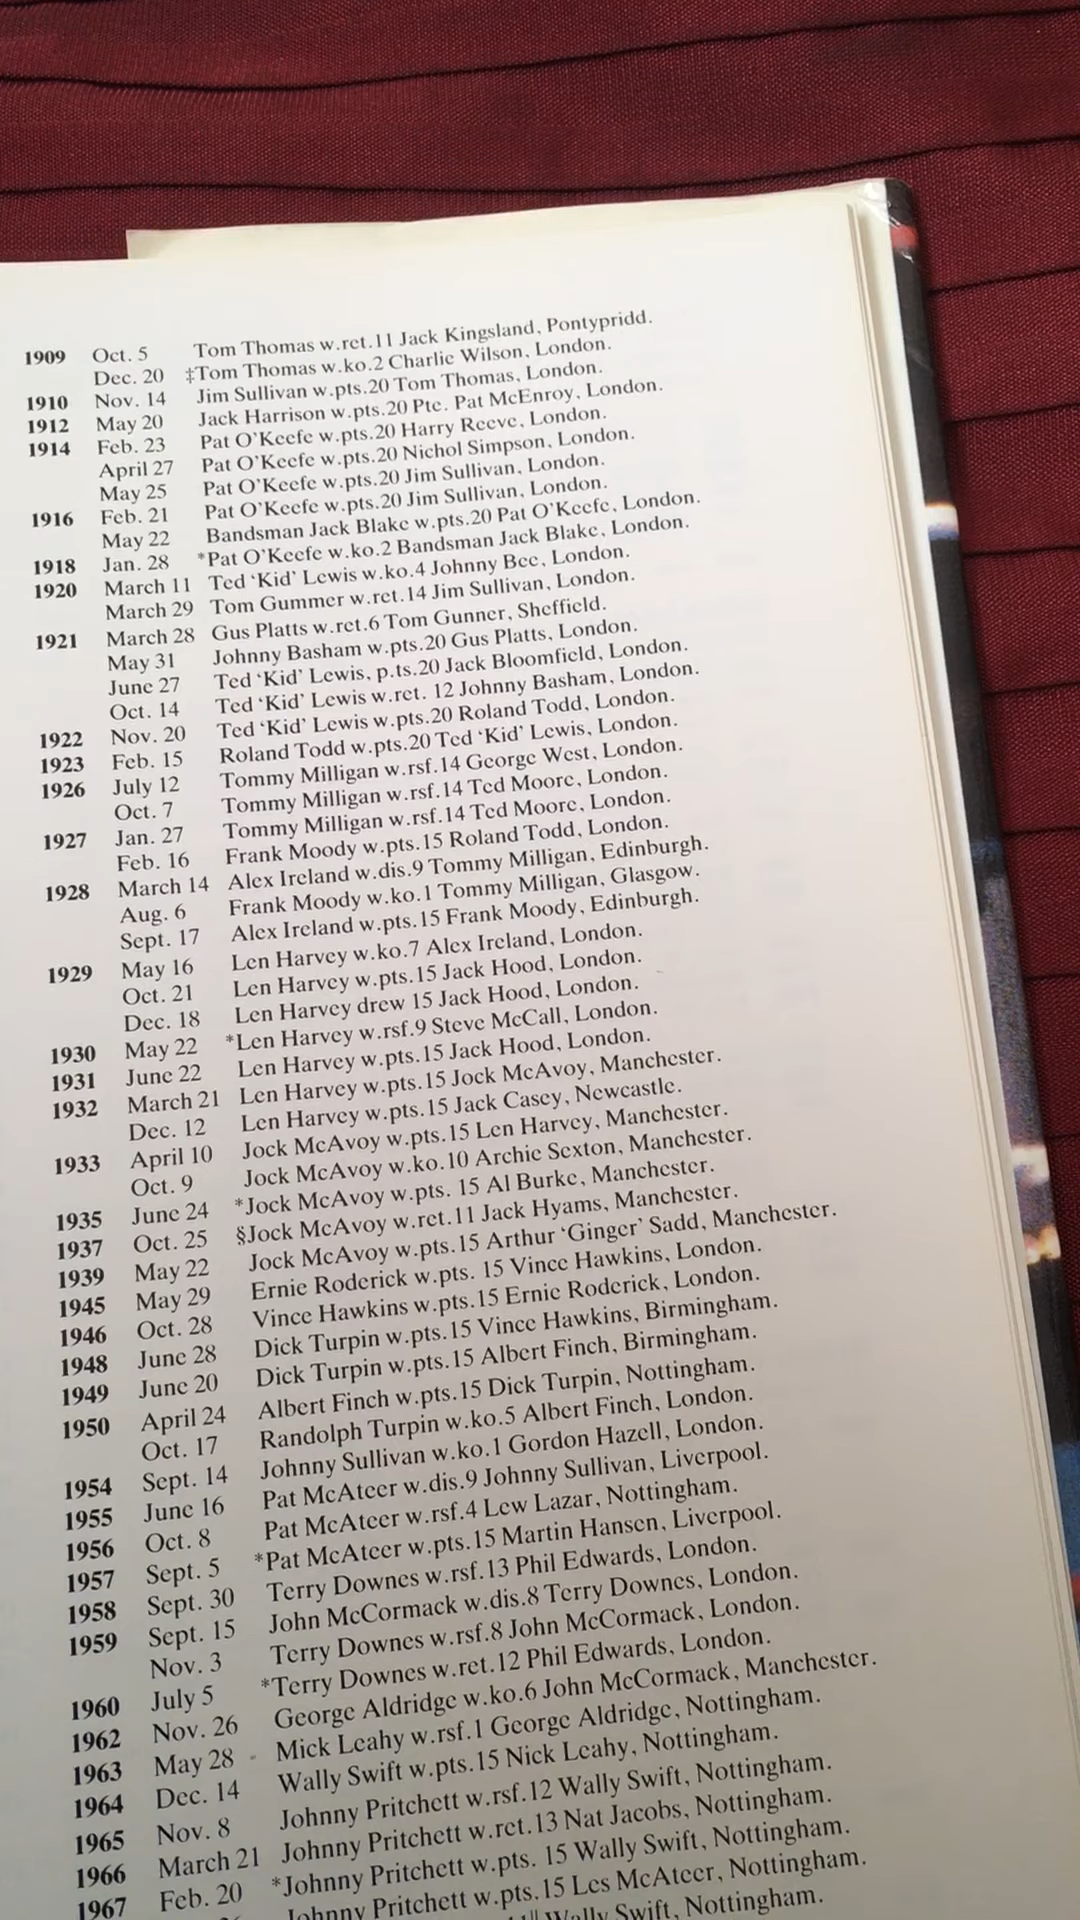 1909 Oct. 5 Tom Thomas w.ret.11 Jack Kingsland, Pontypridd.
Dec. 20 ‡Tom Thomas w.ko.2 Charlie Wilson, London.
1910 Nov. 14 Jim Sullivan w.pts.20 Tom Thomas, London.
1912 May 20 Jack Harrison w.pts.20 Pte. Pat McEnroy, London.
1914 Feb. 23 Pat O'Keefe w.pts.20 Harry Reeve, London.
April 27 Pat O'Keefe w.pts.20 Nichol Simpson, London.
May 25 Pat O'Keefe w.pts.20 Jim Sullivan, London.
1916 Feb. 21 Pat O'Keefe w.pts.20 Jim Sullivan, London.
May 22 Bandsman Jack Blake w.pts.20 Pat O'Keefe, London.
1918 Jan. 28 *Pat O'Keefe w.ko.2 Bandsman Jack Blake, London.
1920 March 11 Ted 'Kid' Lewis w.ko.4 Johnny Bee, London.
March 29 Tom Gummer w.ret.14 Jim Sullivan, London.
1921 March 28 Gus Platts w.ret.6 Tom Gunner, Sheffield.
May 31 Johnny Basham w.pts.20 Gus Platts, London.
June 27 Ted 'Kid' Lewis, p.ts.20 Jack Bloomfield, London.
Oct. 14 Ted 'Kid' Lewis w.ret. 12 Johnny Basham, London.
1922 Nov. 20 Ted 'Kid' Lewis w.pts.20 Roland Todd, London.
1923 Feb. 15 Roland Todd w.pts.20 Ted 'Kid' Lewis, London.
1926 July 12 Tommy Milligan w.rsf.14 George West, London.
Oct. 7 Tommy Milligan w.rsf.14 Ted Moore, London.
1927 Jan. 27 Tommy Milligan w.rsf.14 Ted Moore, London.
Feb. 16 Frank Moody w.pts.15 Roland Todd, London.
1928 March 14 Alex Ireland w.dis.9 Tommy Milligan, Edinburgh.
Aug. 6 Frank Moody w.ko.1 Tommy Milligan, Glasgow.
Sept. 17 Alex Ireland w.pts.15 Frank Moody, Edinburgh.
1929 May 16 Len Harvey w.ko.7 Alex Ireland, London.
Oct. 21 Len Harvey w.pts.15 Jack Hood, London.
Dec. 18 Len Harvey drew 15 Jack Hood, London.
1930 May 22 *Len Harvey w.rsf.9 Steve McCall, London.
1931 June 22 Len Harvey w.pts.15 Jack Hood, London.
1932 March 21 Len Harvey w.pts.15 Jock McAvoy, Manchester.
Dec. 12 Len Harvey w.pts.15 Jack Casey, Newcastle.
1933 April 10 Jock McAvoy w.pts.15 Len Harvey, Manchester.
Oct. 9 Jock McAvoy w.ko.10 Archie Sexton, Manchester.
1935 June 24 *Jock McAvoy w.pts. 15 Al Burke, Manchester.
1937 Oct. 25 §Jock McAvoy w.ret.11 Jack Hyams, Manchester.
1939 May 22 Jock McAvoy w.pts.15 Arthur 'Ginger' Sadd, Manchester.
1945 May 29 Ernie Roderick w.pts. 15 Vince Hawkins, London.
1946 Oct. 28 Vince Hawkins w.pts.15 Ernie Roderick, London.
1948 June 28 Dick Turpin w.pts.15 Vince Hawkins, Birmingham.
1949 June 20 Dick Turpin w.pts.15 Albert Finch, Birmingham.
1950 April 24 Albert Finch w.pts.15 Dick Turpin, Nottingham.
Oct. 17 Randolph Turpin w.ko.5 Albert Finch, London.
1954 Sept. 14 Johnny Sullivan w.ko.1 Gordon Hazell, London.
1955 June 16 Pat McAteer w.dis.9 Johnny Sullivan, Liverpool.
1956 Oct. 8 Pat McAteer w.rsf.4 Lew Lazar, Nottingham.
1957 Sept. 5 *Pat McAteer w.pts.15 Martin Hansen, Liverpool.
1958 Sept. 30 Terry Downes w.rsf.13 Phil Edwards, London.
1959 Sept. 15 John McCormack w.dis.8 Terry Downes, London.
Nov. 3 Terry Downes w.rsf.8 John McCormack, London.
1960 July 5 *Terry Downes w.ret.12 Phil Edwards, London.
1962 Nov. 26 George Aldridge w.ko.6 John McCormack, Manchester.
1963 May 28 Mick Leahy w.rsf.1 George Aldridge, Nottingham.
1964 Dec. 14 Wally Swift w.pts.15 Nick Leahy, Nottingham.
1965 Nov. 8 Johnny Pritchett w.rsf.12 Wally Swift, Nottingham.
1966 March 21 Johnny Pritchett w.ret.13 Nat Jacobs, Nottingham.
1967 Feb. 20 *Johnny Pritchett w.pts. 15 Wally Swift, Nottingham.
Johnny Pritchett w.pts.15 Les McAteer, Nottingham.
Wally Swift, Nottingham.